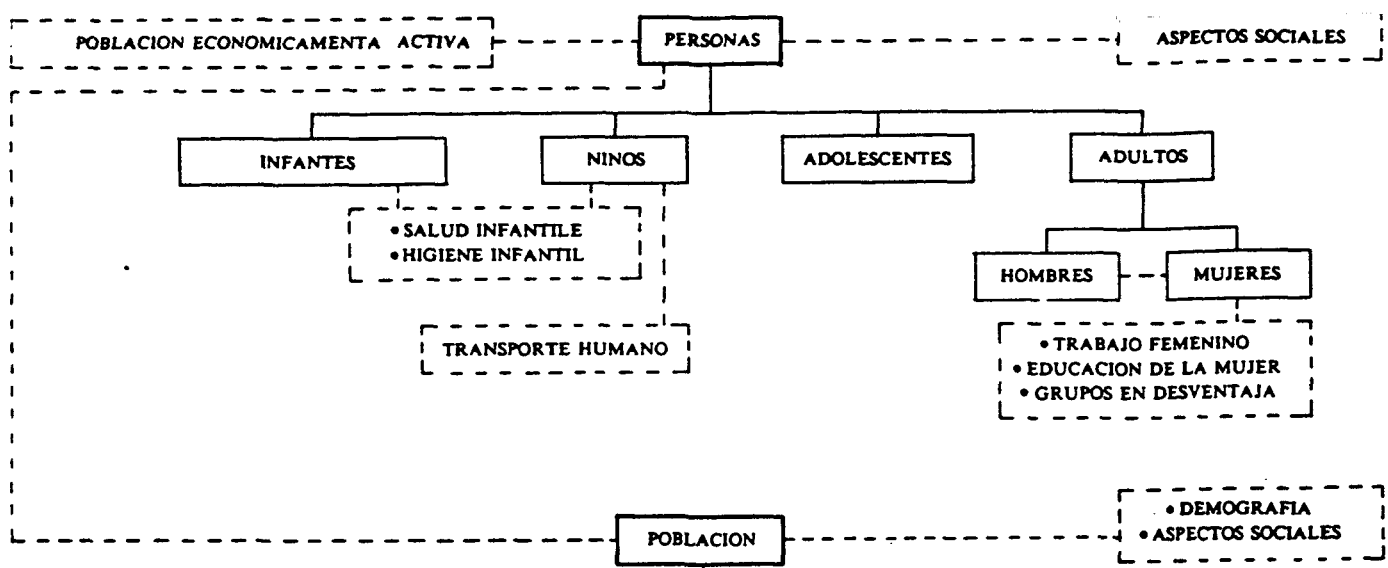 POBLACION ECONOMICAMENTA ACTIVA
PERSONAS
ASPECTOS SOCIALES
INFANTES
NINOS
ADOLESCENTES
ADULTOS
• SALUD INFANTILE
• HIGIENE INFANTIL
HOMBRES
MUJERES
TRANSPORTE HUMANO
• TRABAJO FEMENINO
• EDUCACION DE LA MUJER
• GRUPOS EN DESVENTAJA
POBLACION
• DEMOGRAFIA
• ASPECTOS SOCIALES